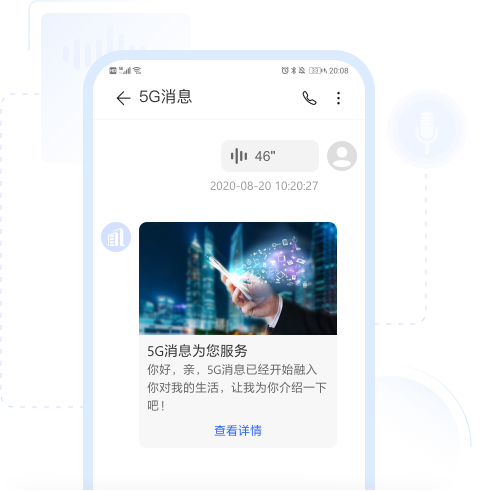 20:08
5G消息
46"
2020-08-20 10:20:27
5G消息为您服务
你好，亲，5G消息已经开始融入
你对我的生活，让我为你介绍一下
吧！
查看详情